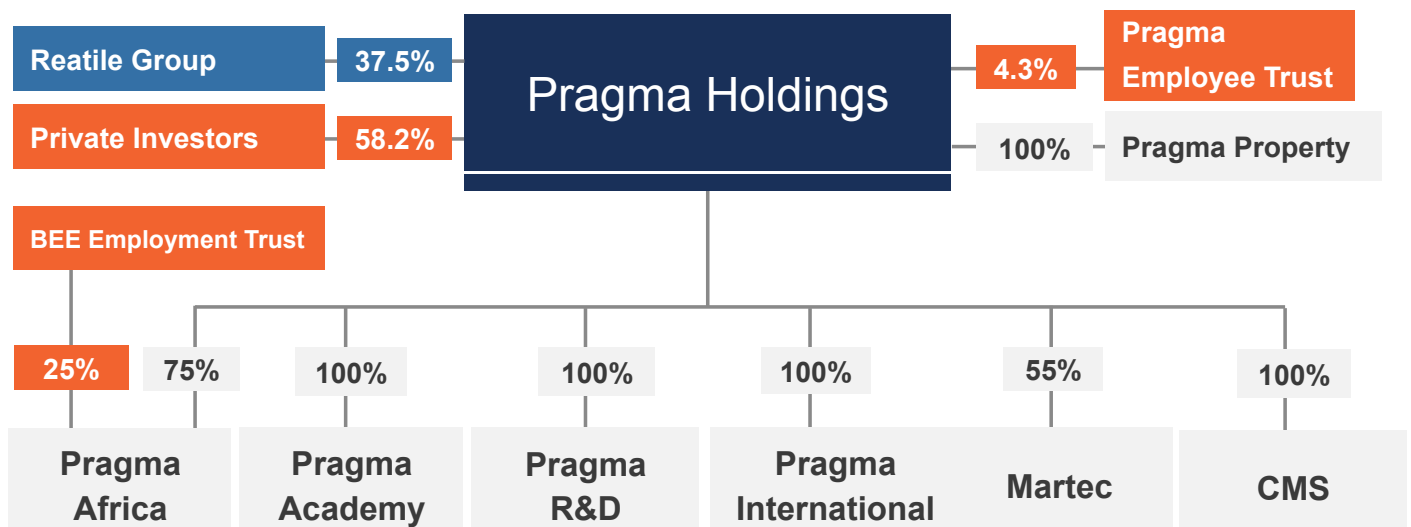 Reatile Group
37.5%
Pragma Holdings
4.3%
Pragma
Employee Trust
Private Investors
58.2%
100%
Pragma Property
BEE Employment Trust
25%
75%
100%
100%
100%
55%
100%
Pragma
Africa
Pragma
Academy
Pragma
R&D
Pragma
International
Martec
CMS